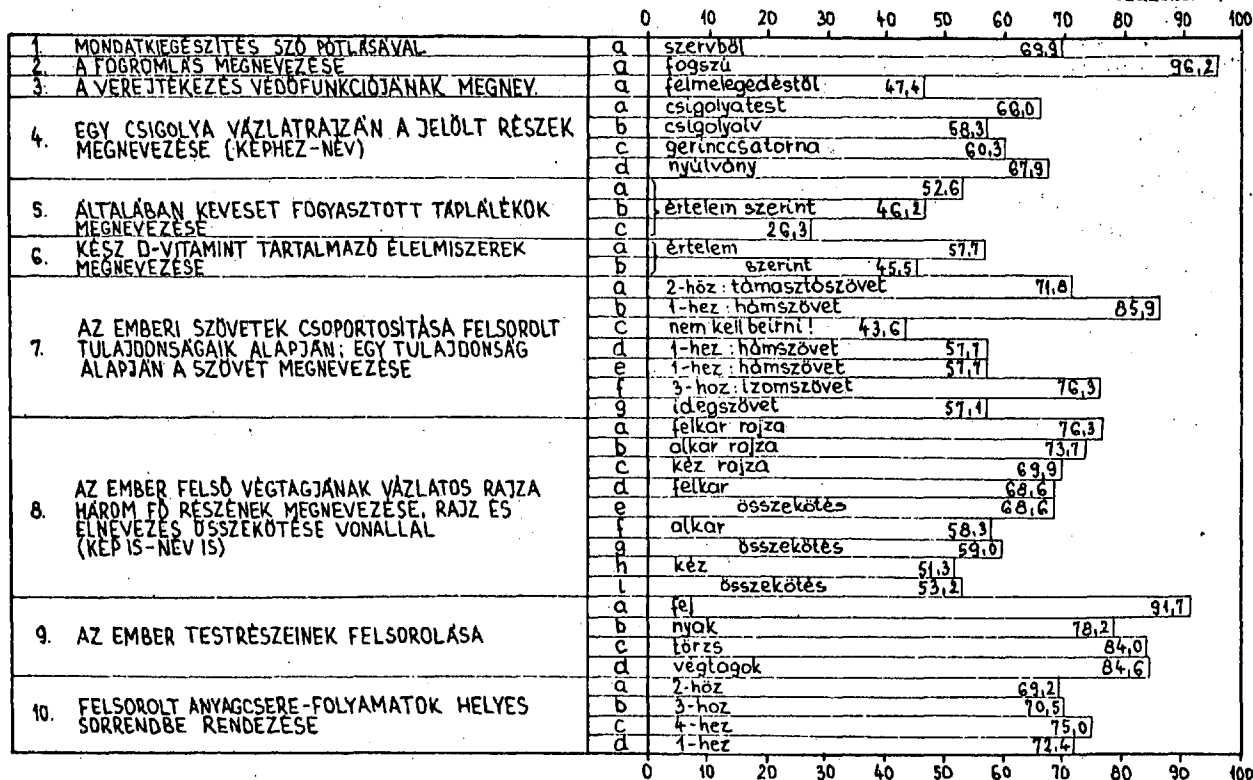 0 10 20 30 40 50 60 70 80 90 100
1. MONDATKIEGÉSZÍTÉS SZÓ PÓTLÁSÁVAL a szervből 69,9
2. A FOGROMLÁS MEGNEVEZÉSE a fogszú 96,2
3. A VEREJTÉKEZÉS VÉDŐFUNKCIÓJÁNAK MEGNEV. a felmelegedéstől 47,4
4. EGY CSIGOLYA VÁZLATRAJZÁN A JELÖLT RÉSZEK
MEGNEVEZÉSE (KÉPHEZ-NÉV)
a csigolyatest 66,0
b csigolyaív 58,3
c gerinccsatorna 60,3
d nyúlvány 67,9
5. ÁLTALÁBAN KEVESET FOGYASZTOTT TÁPLÁLÉKOK
MEGNEVEZÉSE
a 52,6
b értelem szerint 46,2
c 26,3
6. KÉSZ D-VITAMINT TARTALMAZÓ ÉLELMISZEREK
MEGNEVEZÉSE
a értelem 57,7
b szerint 45,5
7. AZ EMBERI SZÖVETEK CSOPORTOSÍTÁSA FELSOROLT
TULAJDONSÁGAIK ALAPJÁN; EGY TULAJDONSÁG
ALAPJÁN A SZÖVET MEGNEVEZÉSE
a 2-höz: támasztószövet 71,8
b 1-hez: hámszövet 85,9
c nem kell beírni! 43,6
d 1-hez: hámszövet 57,7
e 1-hez: hámszövet 57,7
f 3-hoz: izomszövet 76,3
g idegszövet 57,1
8. AZ EMBER FELSŐ VÉGTAGJÁNAK VÁZLATOS RAJZA
HÁROM FŐ RÉSZÉNEK MEGNEVEZÉSE, RAJZ ÉS
ELNEVEZÉS ÖSSZEKÖTÉSE VONALLAL
(KÉP IS-NÉV IS)
a felkar rajza 76,3
b alkar rajza 73,7
c kéz rajza 69,9
d felkar 68,6
e összekötés 68,6
f alkar 58,3
g összekötés 59,0
h kéz 51,3
i összekötés 53,2
9. AZ EMBER TESTRÉSZEINEK FELSOROLÁSA
a fej 91,7
b nyak 78,2
c törzs 84,0
d végtagok 84,6
10. FELSOROLT ANYAGCSERE-FOLYAMATOK HELYES
SORRENDBE RENDEZÉSE
a 2-höz 69,2
b 3-hoz 70,5
c 4-hez 75,0
d 1-hez 72,4
0 10 20 30 40 50 60 70 80 90 100